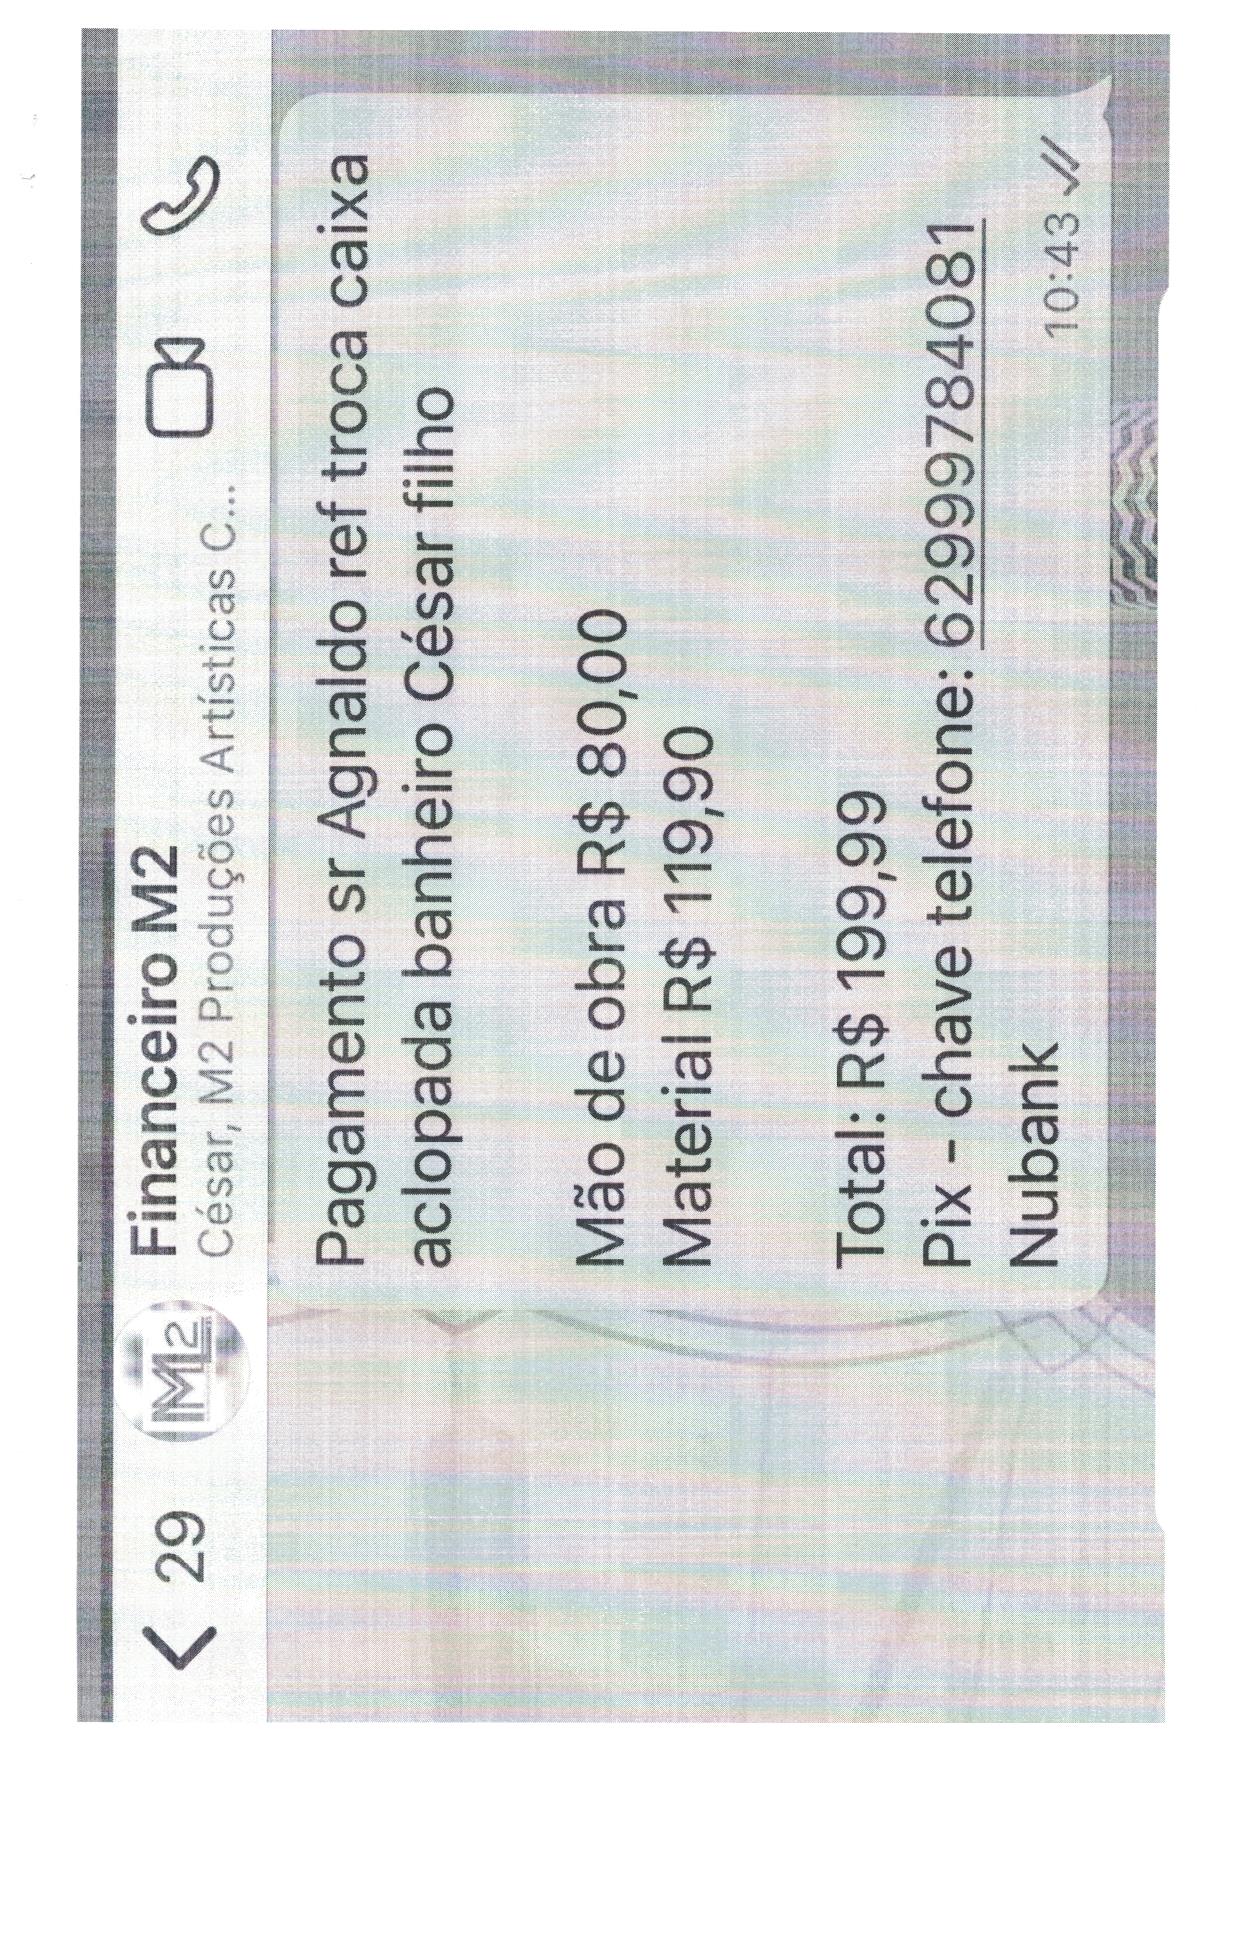 29
M2
Financeiro M2
César, M2 Produções Artísticas C...
Pagamento sr Agnaldo ref troca caixa
aclopada banheiro César filho
Mão de obra R$ 80,00
Material R$ 119,90
Total: R$ 199,99
Pix - chave telefone: 62999784081
Nubank
10:43